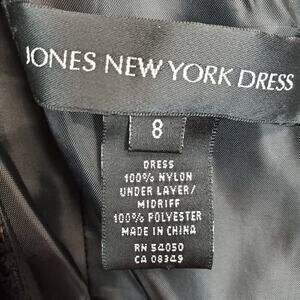 JONES NEW YORK DRESS
8
DRESS
100% NYLON
UNDER LAYER/
MIDRIFF
100% POLYESTER
MADE IN CHINA
RN 54050
CA 08349